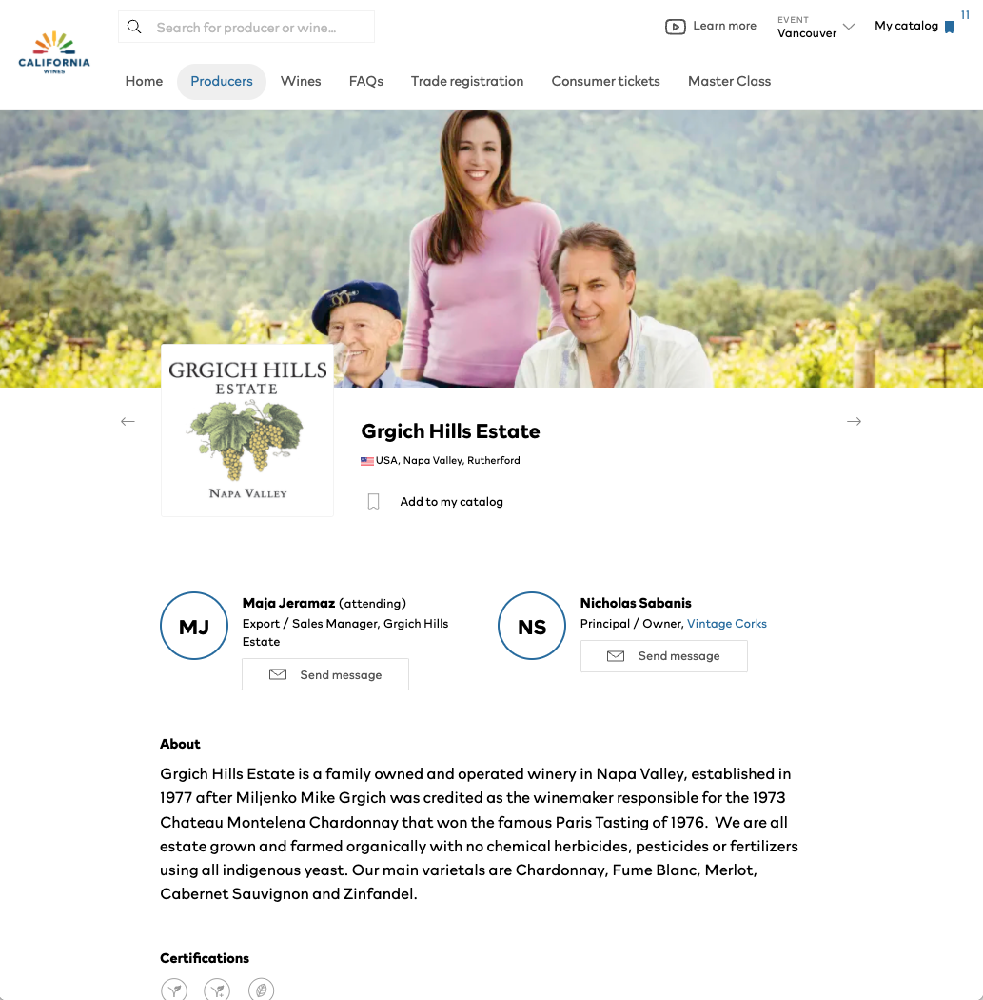 Search for producer or wine...
Learn more
EVENT
Vancouver
My catalog
11
CALIFORNIA
WINES
Home
Producers
Wines
FAQs
Trade registration
Consumer tickets
Master Class
GRGICH HILLS
ESTATE
NAPA VALLEY
Grgich Hills Estate
USA, Napa Valley, Rutherford
Add to my catalog
MJ
Maja Jeramaz (attending)
Export / Sales Manager, Grgich Hills
Estate
Send message
NS
Nicholas Sabanis
Principal / Owner, Vintage Corks
Send message
About
Grgich Hills Estate is a family owned and operated winery in Napa Valley, established in
1977 after Miljenko Mike Grgich was credited as the winemaker responsible for the 1973
Chateau Montelena Chardonnay that won the famous Paris Tasting of 1976.  We are all
estate grown and farmed organically with no chemical herbicides, pesticides or fertilizers
using all indigenous yeast. Our main varietals are Chardonnay, Fume Blanc, Merlot,
Cabernet Sauvignon and Zinfandel.
Certifications